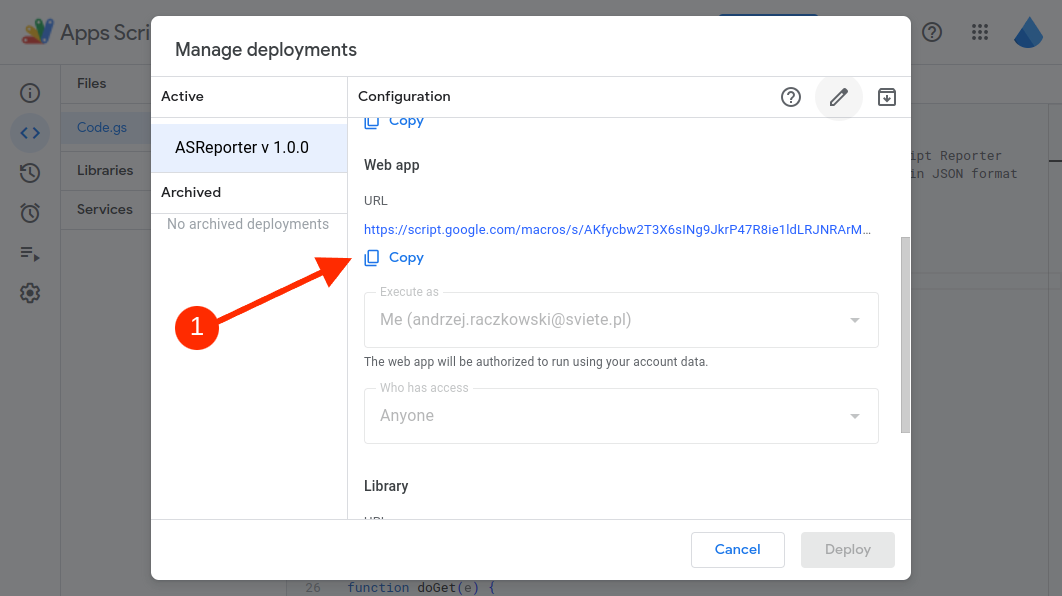 Apps Scri
Manage deployments
Files
Active
Configuration
Code.gs
Copy
ASReporter v 1.0.0
ipt Reporter
Web app
Libraries
in JSON format
Archived
URL
Services
No archived deployments
https://script.google.com/macros/s/AKfycbw2T3X6sINg9JkrP47R8ie1ldLRJNRArM...
Copy
Execute as
Me (andrzej.raczkowski@sviete.pl)
1
The web app will be authorized to run using your account data.
Who has access
Anyone
Library
URL
Cancel
Deploy
26 function doGet(e) {